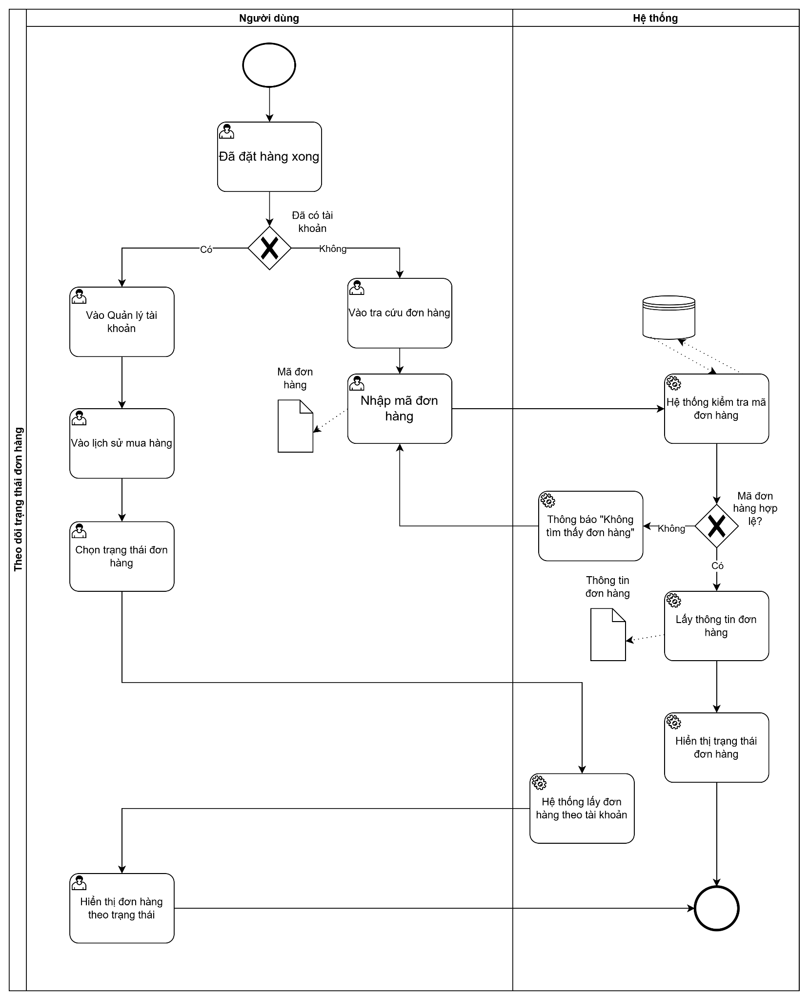 Người dùng
Hệ thống
Theo dõi trạng thái đơn hàng
Đã đặt hàng xong
Đã có tài
khoản
Có
Không
Vào Quản lý tài
khoản
Vào tra cứu đơn hàng
Mã đơn
hàng
Nhập mã đơn
hàng
Hệ thống kiểm tra mã
đơn hàng
Vào lịch sử mua hàng
Mã đơn
hàng hợp
lệ?
Không
Thông báo "Không
tìm thấy đơn hàng"
Có
Chọn trạng thái đơn
hàng
Thông tin
đơn hàng
Lấy thông tin đơn
hàng
Hiển thị trạng thái
đơn hàng
Hệ thống lấy đơn
hàng theo tài khoản
Hiển thị đơn hàng
theo trạng thái